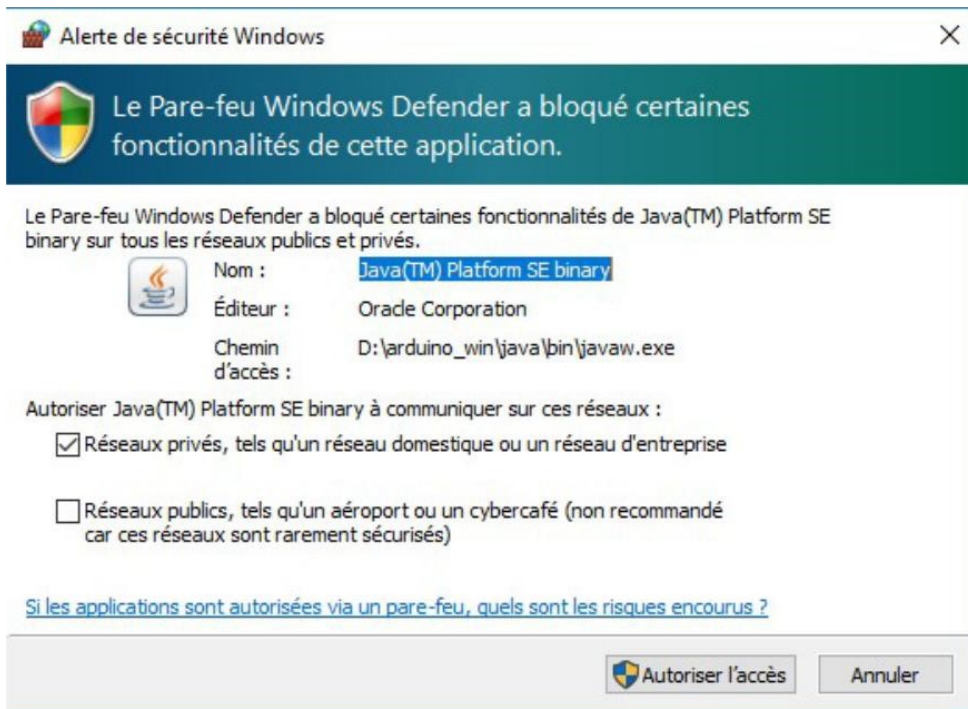 Alerte de sécurité Windows
Le Pare-feu Windows Defender a bloqué certaines
fonctionnalités de cette application.
Le Pare-feu Windows Defender a bloqué certaines fonctionnalités de Java(TM) Platform SE
binary sur tous les réseaux publics et privés.
Nom : Java(TM) Platform SE binary
Éditeur : Oracle Corporation
Chemin D:\arduino_win\java\bin\javaw.exe
d'accès :
Autoriser Java(TM) Platform SE binary à communiquer sur ces réseaux :
Réseaux privés, tels qu'un réseau domestique ou un réseau d'entreprise
Réseaux publics, tels qu'un aéroport ou un cybercafé (non recommandé
car ces réseaux sont rarement sécurisés)
Si les applications sont autorisées via un pare-feu, quels sont les risques encourus ?
Autoriser l'accès Annuler